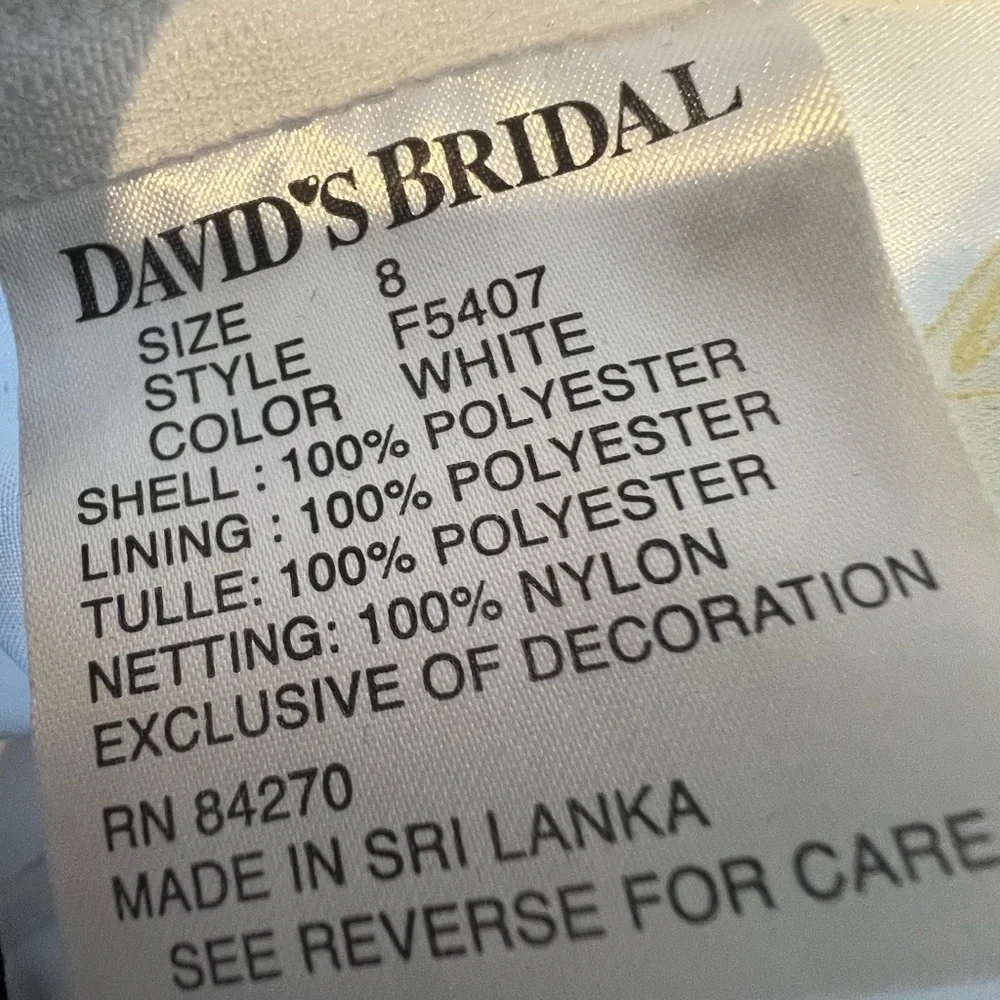 DAVID'S BRIDAL
SIZE 8
STYLE F5407
COLOR WHITE
SHELL : 100% POLYESTER
LINING : 100% POLYESTER
TULLE: 100% POLYESTER
NETTING: 100% NYLON
EXCLUSIVE OF DECORATION
RN 84270
MADE IN SRI LANKA
SEE REVERSE FOR CARE